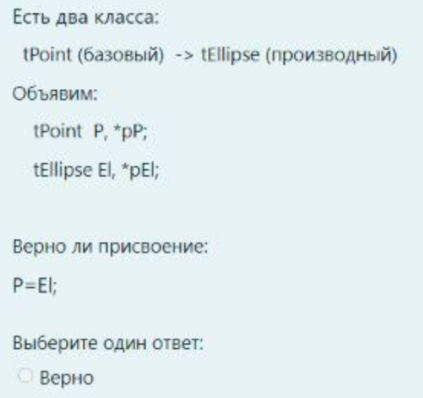 Есть два класса:
tPoint (базовый) -> tEllipse (производный)
Объявим:
tPoint P, *pP;
tEllipse El, *pEl;
Верно ли присвоение:
P=El;
Выберите один ответ:
Верно